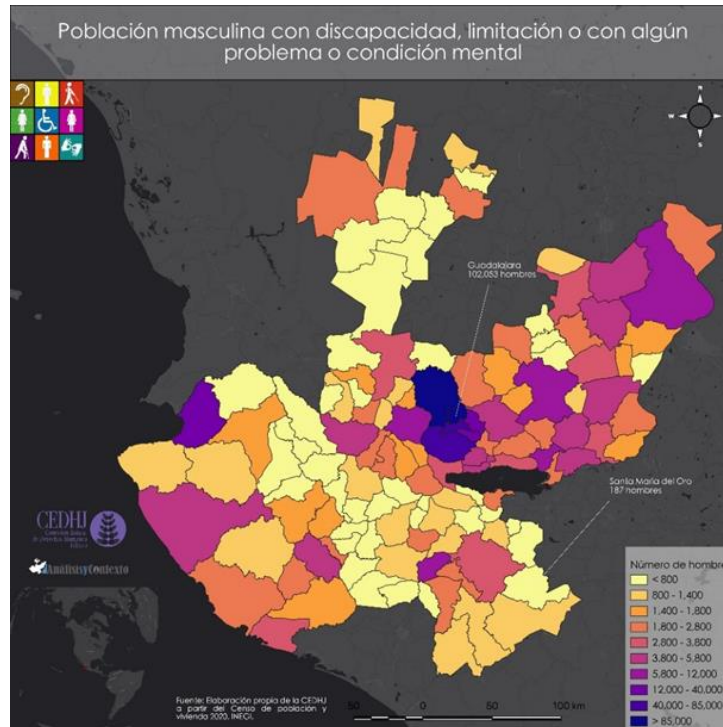 Población masculina con discapacidad, limitación o con algún
problema o condición mental
N
W
E
S
Guadalajara
102,053 hombres
Santa María del Oro
187 hombres
CEDHJ
AnálisisyContexto
Número de hombre
< 800
800 - 1,400
1,400 - 1,800
1,800 - 2,800
2,800 - 3,800
3,800 - 5,800
5,800 - 12,000
12,000 - 40,000
40,000 - 85,000
> 85,000
Fuente: Elaboración propia de la CEDHJ
a partir del Censo de población y
vivienda 2020, INEGI.
50
0
50
100 km